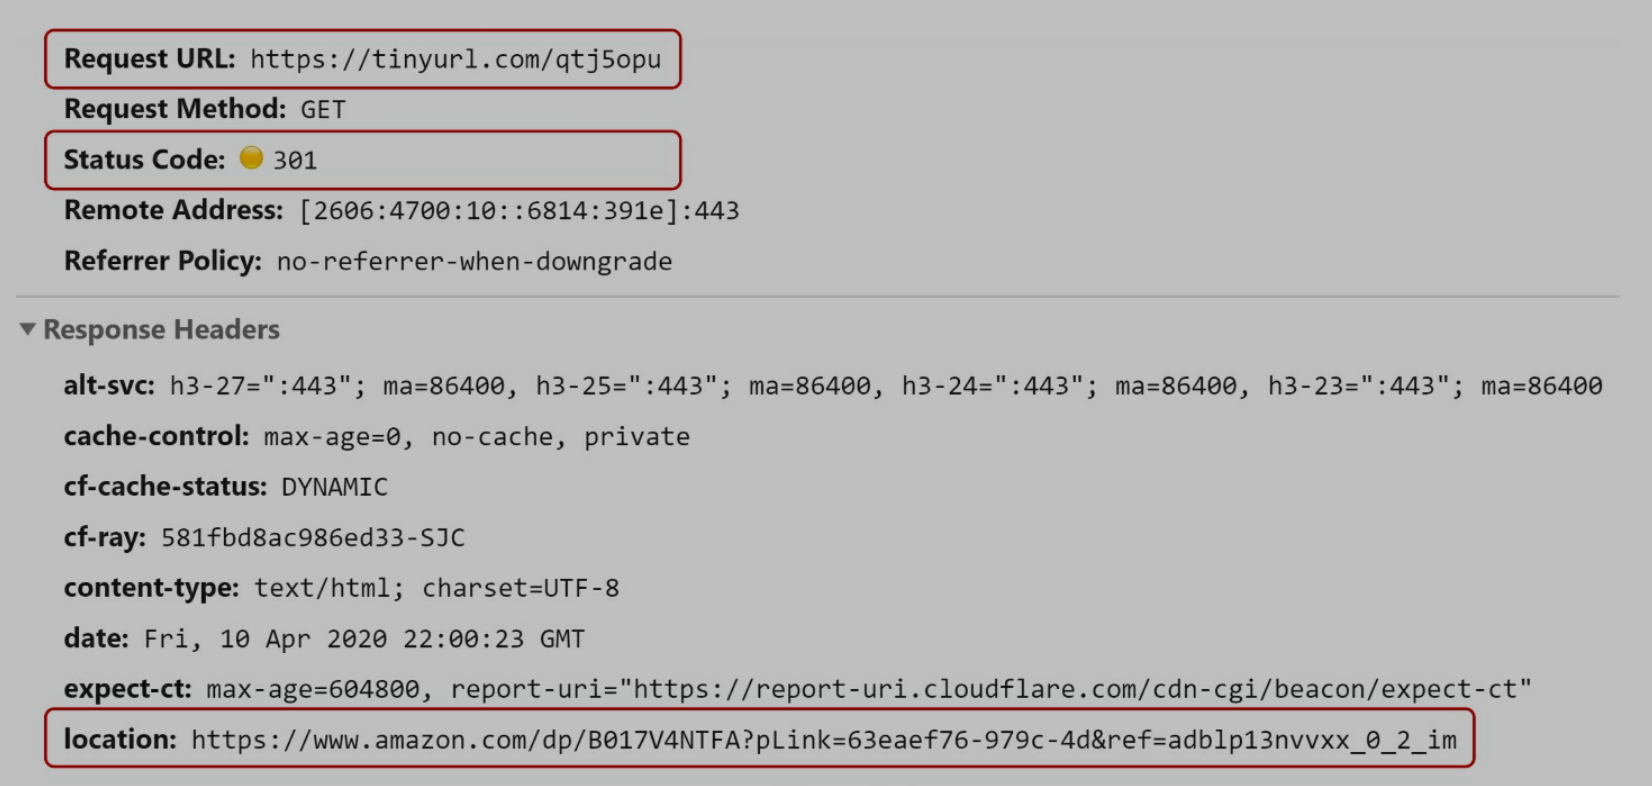 Request URL: https://tinyurl.com/qtj5opu
Request Method: GET
Status Code: 301
Remote Address: [2606:4700:10::6814:391e]:443
Referrer Policy: no-referrer-when-downgrade
Response Headers
alt-svc: h3-27=":443"; ma=86400, h3-25=":443"; ma=86400, h3-24=":443"; ma=86400, h3-23=":443"; ma=86400
cache-control: max-age=0, no-cache, private
cf-cache-status: DYNAMIC
cf-ray: 581fbd8ac986ed33-SJC
content-type: text/html; charset=UTF-8
date: Fri, 10 Apr 2020 22:00:23 GMT
expect-ct: max-age=604800, report-uri="https://report-uri.cloudflare.com/cdn-cgi/beacon/expect-ct"
location: https://www.amazon.com/dp/B017V4NTFA?pLink=63eaef76-979c-4d&ref=adblp13nvvxx_0_2_im